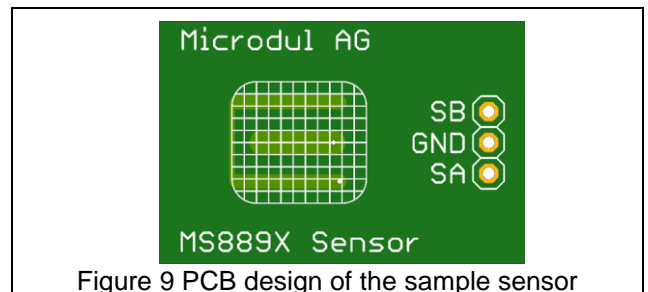 Microdul AG
SB
GND
SA
MS889X Sensor
Figure 9 PCB design of the sample sensor